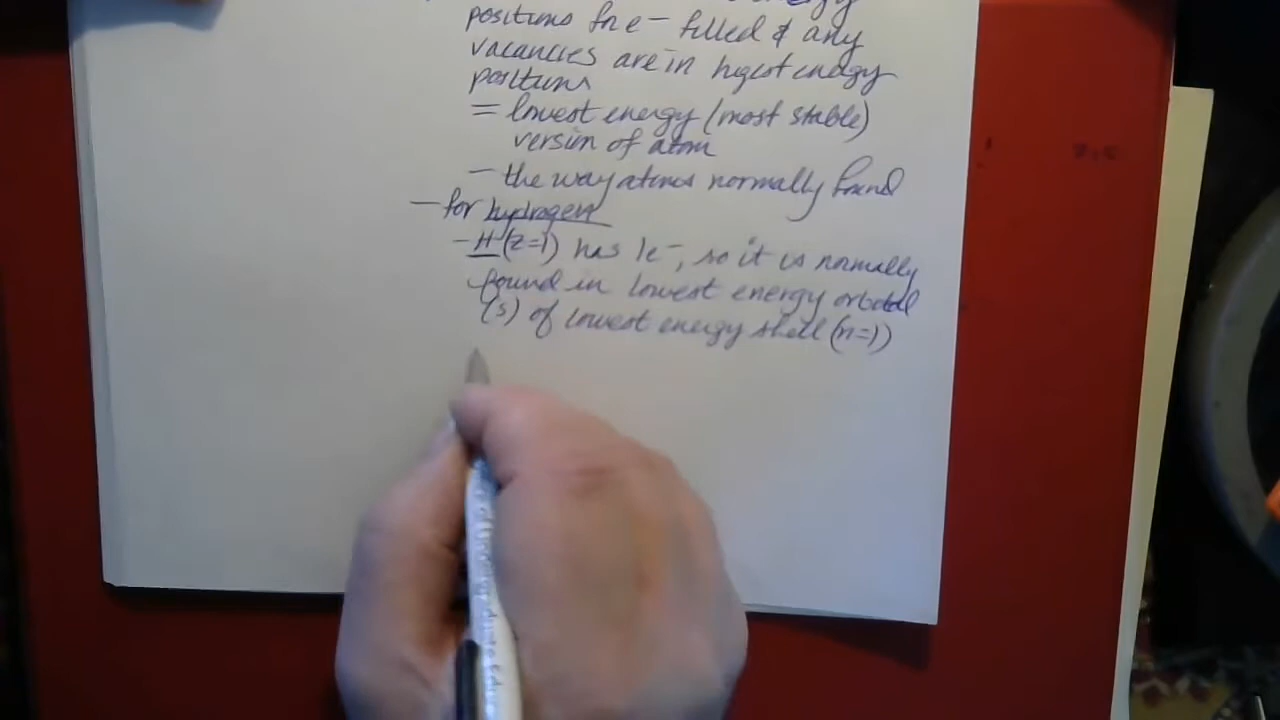 energy
positions for e− filled & any
vacancies are in highest energy
positions
= lowest energy (most stable)
version of atom
− the way atoms normally found
− for hydrogen
− H (z=1) has 1e−, so it is normally
found in lowest energy orbital
(s) of lowest energy shell (n=1)